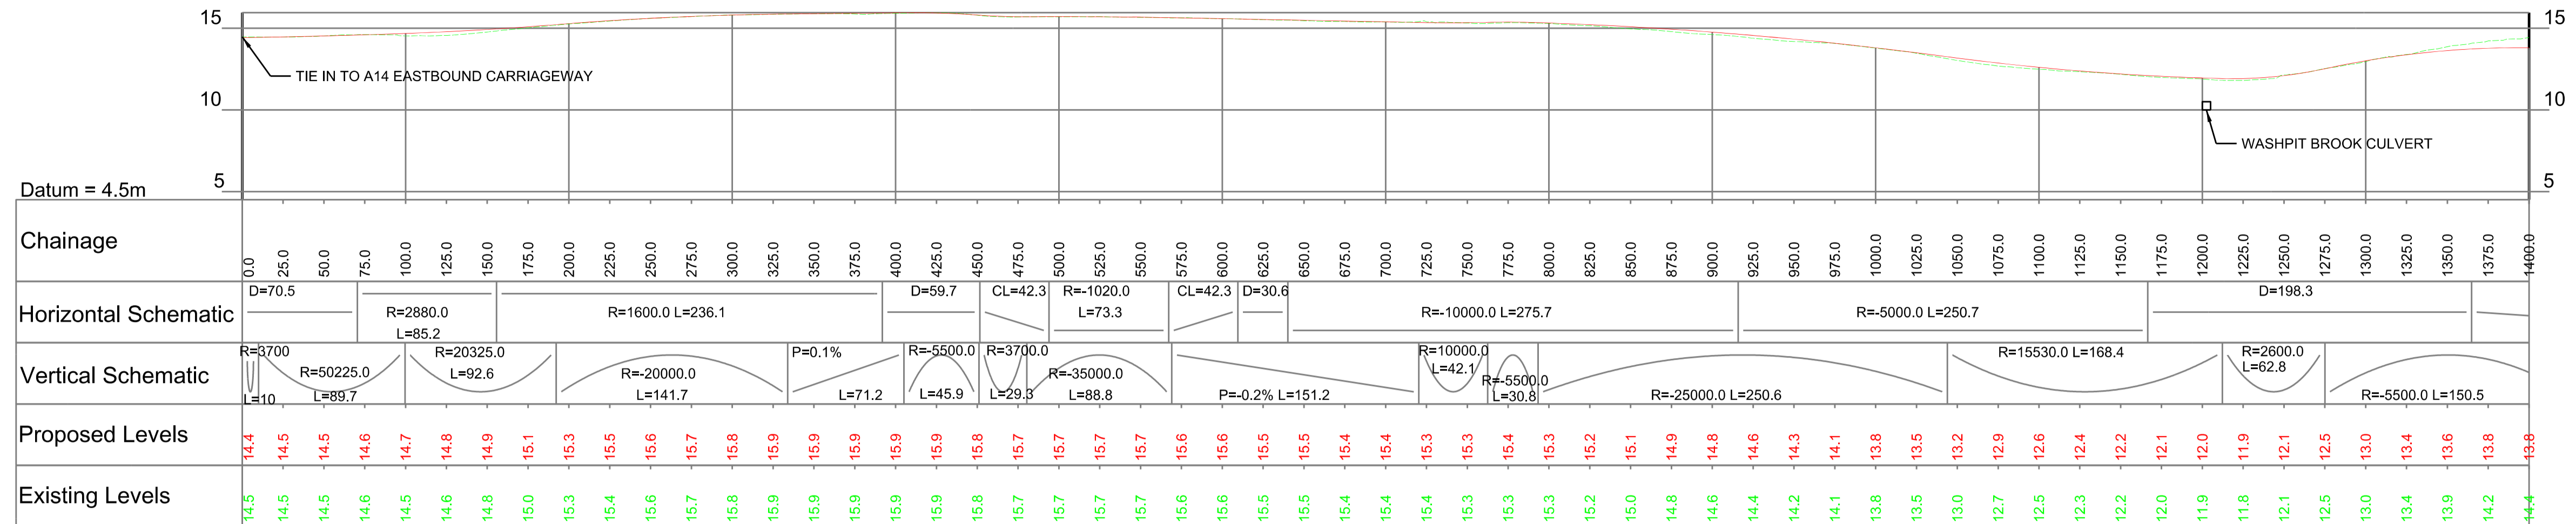 15 15
TIE IN TO A14 EASTBOUND CARRIAGEWAY
10 10
WASHPIT BROOK CULVERT
Datum = 4.5m 5 5
Chainage 0.0 25.0 50.0 75.0 100.0 125.0 150.0 175.0 200.0 225.0 250.0 275.0 300.0 325.0 350.0 375.0 400.0 425.0 450.0 475.0 500.0 525.0 550.0 575.0 600.0 625.0 650.0 675.0 700.0 725.0 750.0 775.0 800.0 825.0 850.0 875.0 900.0 925.0 950.0 975.0 1000.0 1025.0 1050.0 1075.0 1100.0 1125.0 1150.0 1175.0 1200.0 1225.0 1250.0 1275.0 1300.0 1325.0 1350.0 1375.0 1400.0
D=70.5 D=59.7 CL=42.3 R=-1020.0 CL=42.3 D=30.6 D=198.3
Horizontal Schematic R=2880.0 R=1600.0 L=236.1 L=73.3 R=-10000.0 L=275.7 R=-5000.0 L=250.7
L=85.2
R=3700 R=20325.0 P=0.1% R=-5500.0 R=3700.0 R=10000.0 R=15530.0 L=168.4 R=2600.0
Vertical Schematic R=50225.0 L=92.6 R=-20000.0 R=-35000.0 L=42.1 R=-5500.0 L=62.8
L=10 L=89.7 L=141.7 L=71.2 L=45.9 L=29.3 L=88.8 P=-0.2% L=151.2 L=30.8 R=-25000.0 L=250.6 R=-5500.0 L=150.5
Proposed Levels 14.4 14.5 14.5 14.6 14.7 14.8 14.9 15.1 15.3 15.5 15.6 15.7 15.8 15.9 15.9 15.9 15.9 15.9 15.8 15.7 15.7 15.7 15.7 15.6 15.6 15.5 15.5 15.4 15.4 15.3 15.3 15.4 15.3 15.2 15.1 14.9 14.8 14.6 14.3 14.1 13.8 13.5 13.2 12.9 12.6 12.4 12.2 12.1 12.0 11.9 12.1 12.5 13.0 13.4 13.6 13.8 13.8
Existing Levels 14.5 14.5 14.5 14.6 14.5 14.6 14.8 15.0 15.3 15.4 15.6 15.7 15.8 15.9 15.9 15.9 15.9 15.9 15.8 15.7 15.7 15.7 15.7 15.6 15.6 15.5 15.5 15.4 15.4 15.4 15.3 15.3 15.3 15.2 15.0 14.8 14.6 14.4 14.2 14.1 13.8 13.5 13.0 12.7 12.5 12.3 12.2 12.0 11.9 11.8 12.1 12.5 13.0 13.4 13.9 14.2 14.4